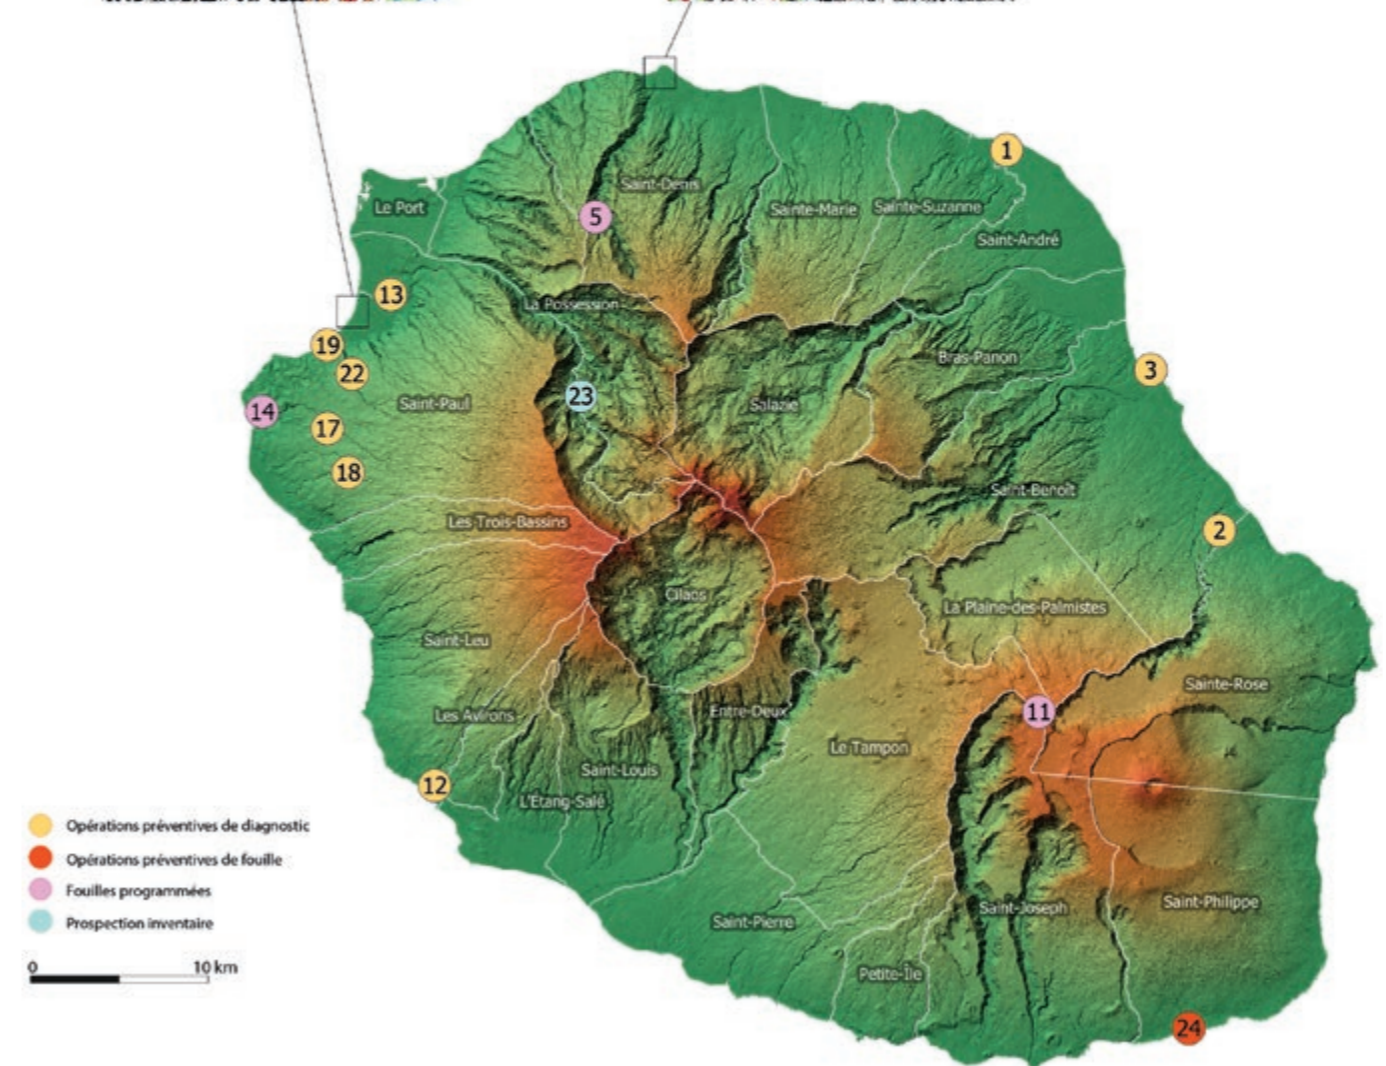 1
Saint-Denis
Le Port
Sainte-Marie
Sainte-Suzanne
5
Saint-André
13
La Possession
19
Bras-Panon
22
3
23
Saint-Paul
Salazie
14
17
18
Saint-Benoît
Les Trois-Bassins
2
Cilaos
La Plaine-des-Palmistes
Saint-Leu
Sainte-Rose
11
Entre-Deux
Les Avirons
Le Tampon
Saint-Louis
12
L'Etang-Salé
Opérations préventives de diagnostic
Opérations préventives de fouille
Fouilles programmées
Prospection inventaire
0 10 km
Saint-Philippe
Saint-Joseph
Saint-Pierre
Petite-Île
24